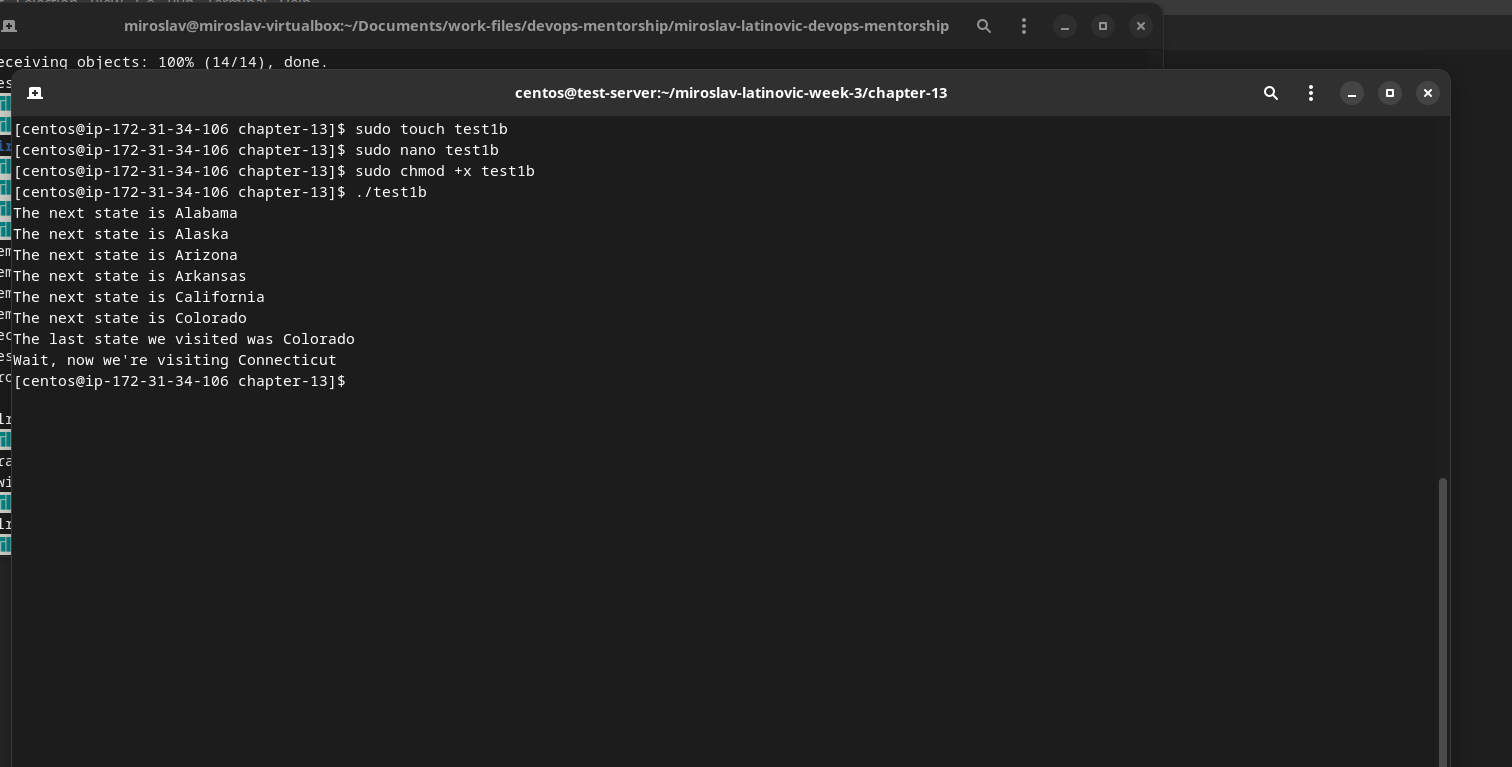 miroslav@miroslav-virtualbox:~/Documents/work-files/devops-mentorship/miroslav-latinovic-devops-mentorship
eceiving objects: 100% (14/14), done.
centos@test-server:~/miroslav-latinovic-week-3/chapter-13
[centos@ip-172-31-34-106 chapter-13]$ sudo touch test1b
[centos@ip-172-31-34-106 chapter-13]$ sudo nano test1b
[centos@ip-172-31-34-106 chapter-13]$ sudo chmod +x test1b
[centos@ip-172-31-34-106 chapter-13]$ ./test1b
The next state is Alabama
The next state is Alaska
The next state is Arizona
The next state is Arkansas
The next state is California
The next state is Colorado
The last state we visited was Colorado
Wait, now we're visiting Connecticut
[centos@ip-172-31-34-106 chapter-13]$